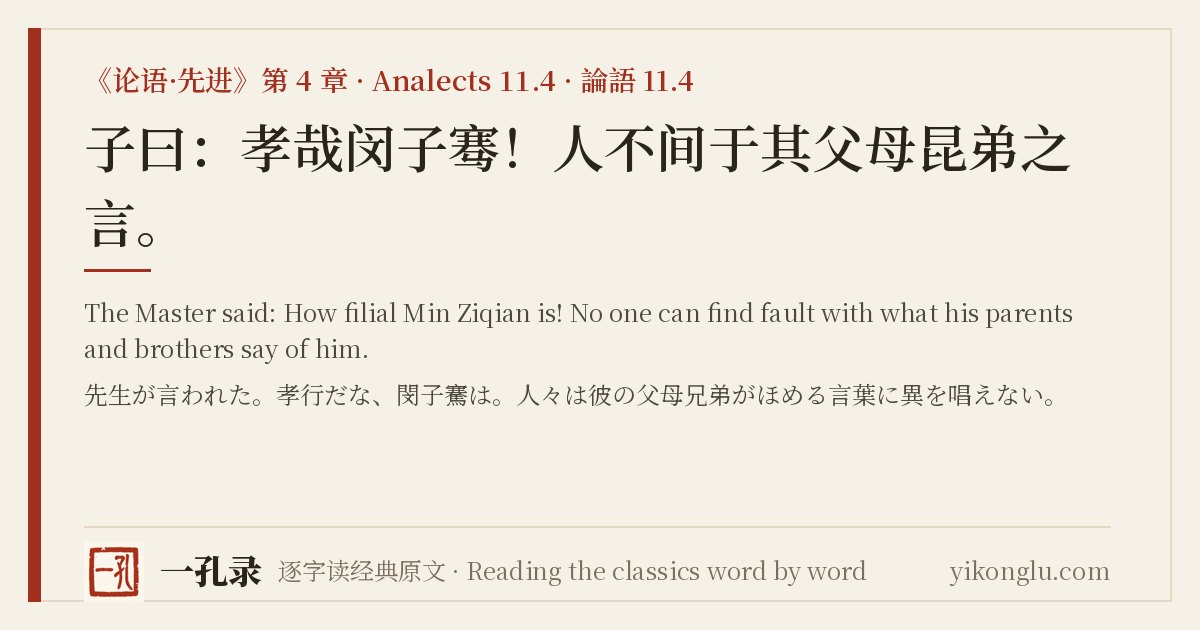 《论语·先进》第 4 章 · Analects 11.4 · 論語 11.4
子曰：孝哉闵子骞！人不间于其父母昆弟之
言。
The Master said: How filial Min Ziqian is! No one can find fault with what his parents
and brothers say of him.
先生が言われた。孝行だな、閔子騫は。人々は彼の父母兄弟がほめる言葉に異を唱えない。
一孔
一孔录 逐字读经典原文 · Reading the classics word by word yikonglu.com